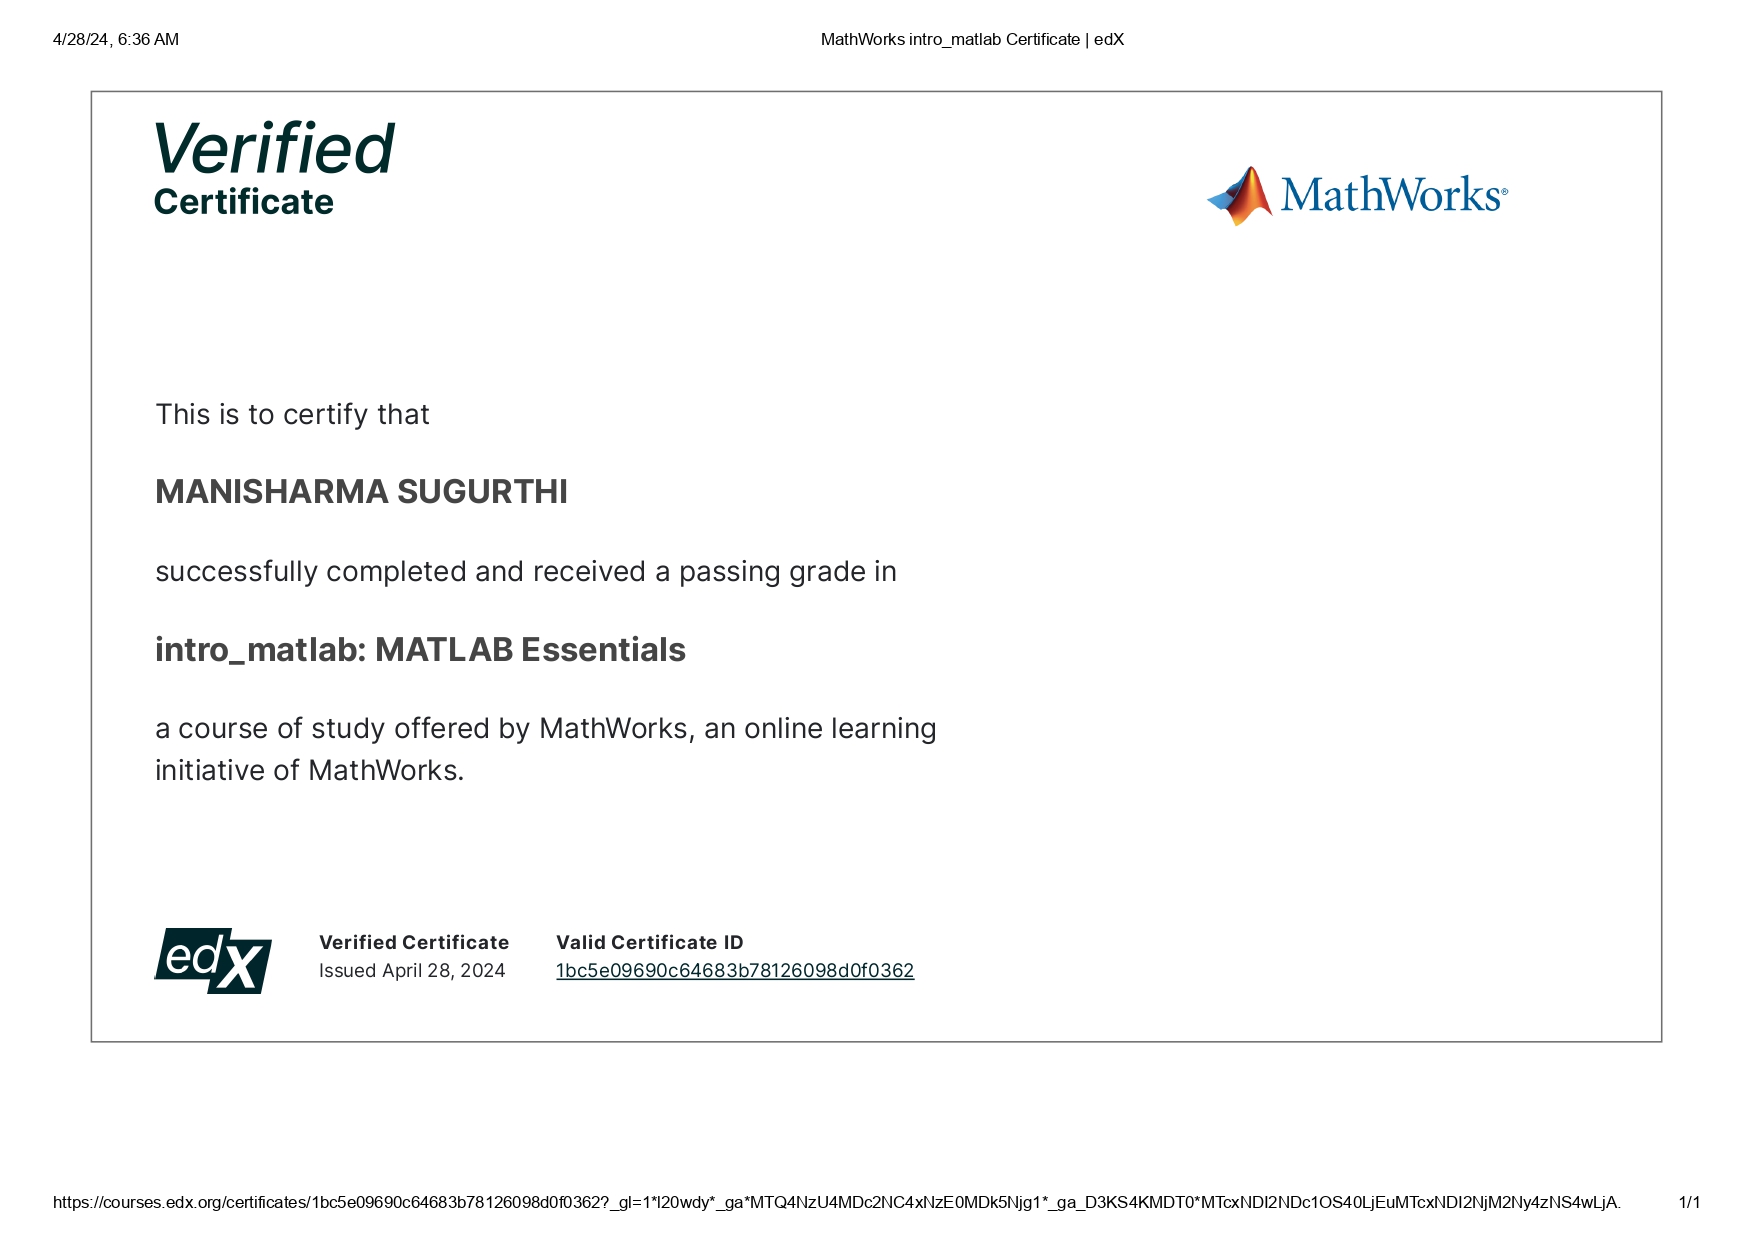 4/28/24, 6:36 AM
MathWorks intro_matlab Certificate | edX
Verified
Certificate
MathWorks®
This is to certify that
MANISHARMA SUGURTHI
successfully completed and received a passing grade in
intro_matlab: MATLAB Essentials
a course of study offered by MathWorks, an online learning
initiative of MathWorks.
edX
Verified Certificate
Issued April 28, 2024
Valid Certificate ID
1bc5e09690c64683b78126098d0f0362
https://courses.edx.org/certificates/1bc5e09690c64683b78126098d0f0362?_gl=1*l20wdy*_ga*MTQ4NzU4MDc2NC4xNzE0MDk5Njg1*_ga_D3KS4KMDT0*MTcxNDI2NDc1OS40LjEuMTcxNDI2NjM2Ny4zNS4wLjA.
1/1